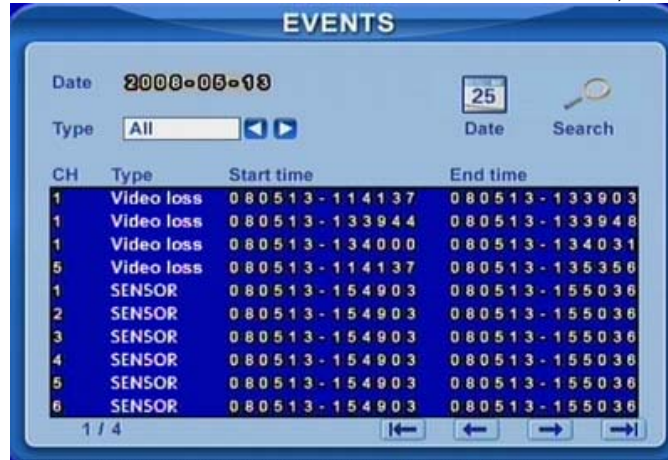 EVENTS
Date 2008-05-13
25
Type All Date Search
CH Type Start time End time
1 Video loss 080513-114137 080513-133903
1 Video loss 080513-133944 080513-133948
1 Video loss 080513-134000 080513-134031
5 Video loss 080513-114137 080513-135356
1 SENSOR 080513-154903 080513-155036
2 SENSOR 080513-154903 080513-155036
3 SENSOR 080513-154903 080513-155036
4 SENSOR 080513-154903 080513-155036
5 SENSOR 080513-154903 080513-155036
6 SENSOR 080513-154903 080513-155036
1 / 4